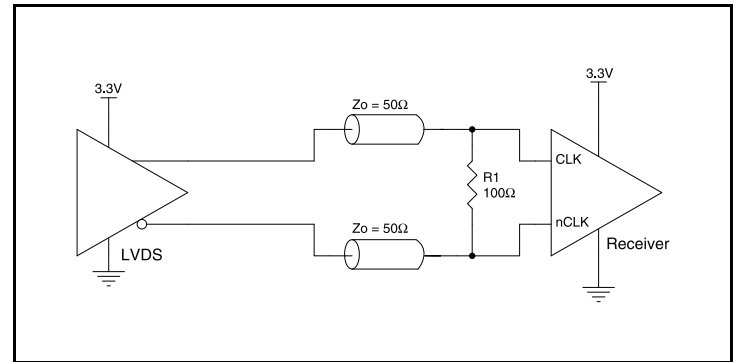 3.3V
3.3V
Zo = 50Ω
CLK
R1
100Ω
nCLK
Zo = 50Ω
Receiver
LVDS